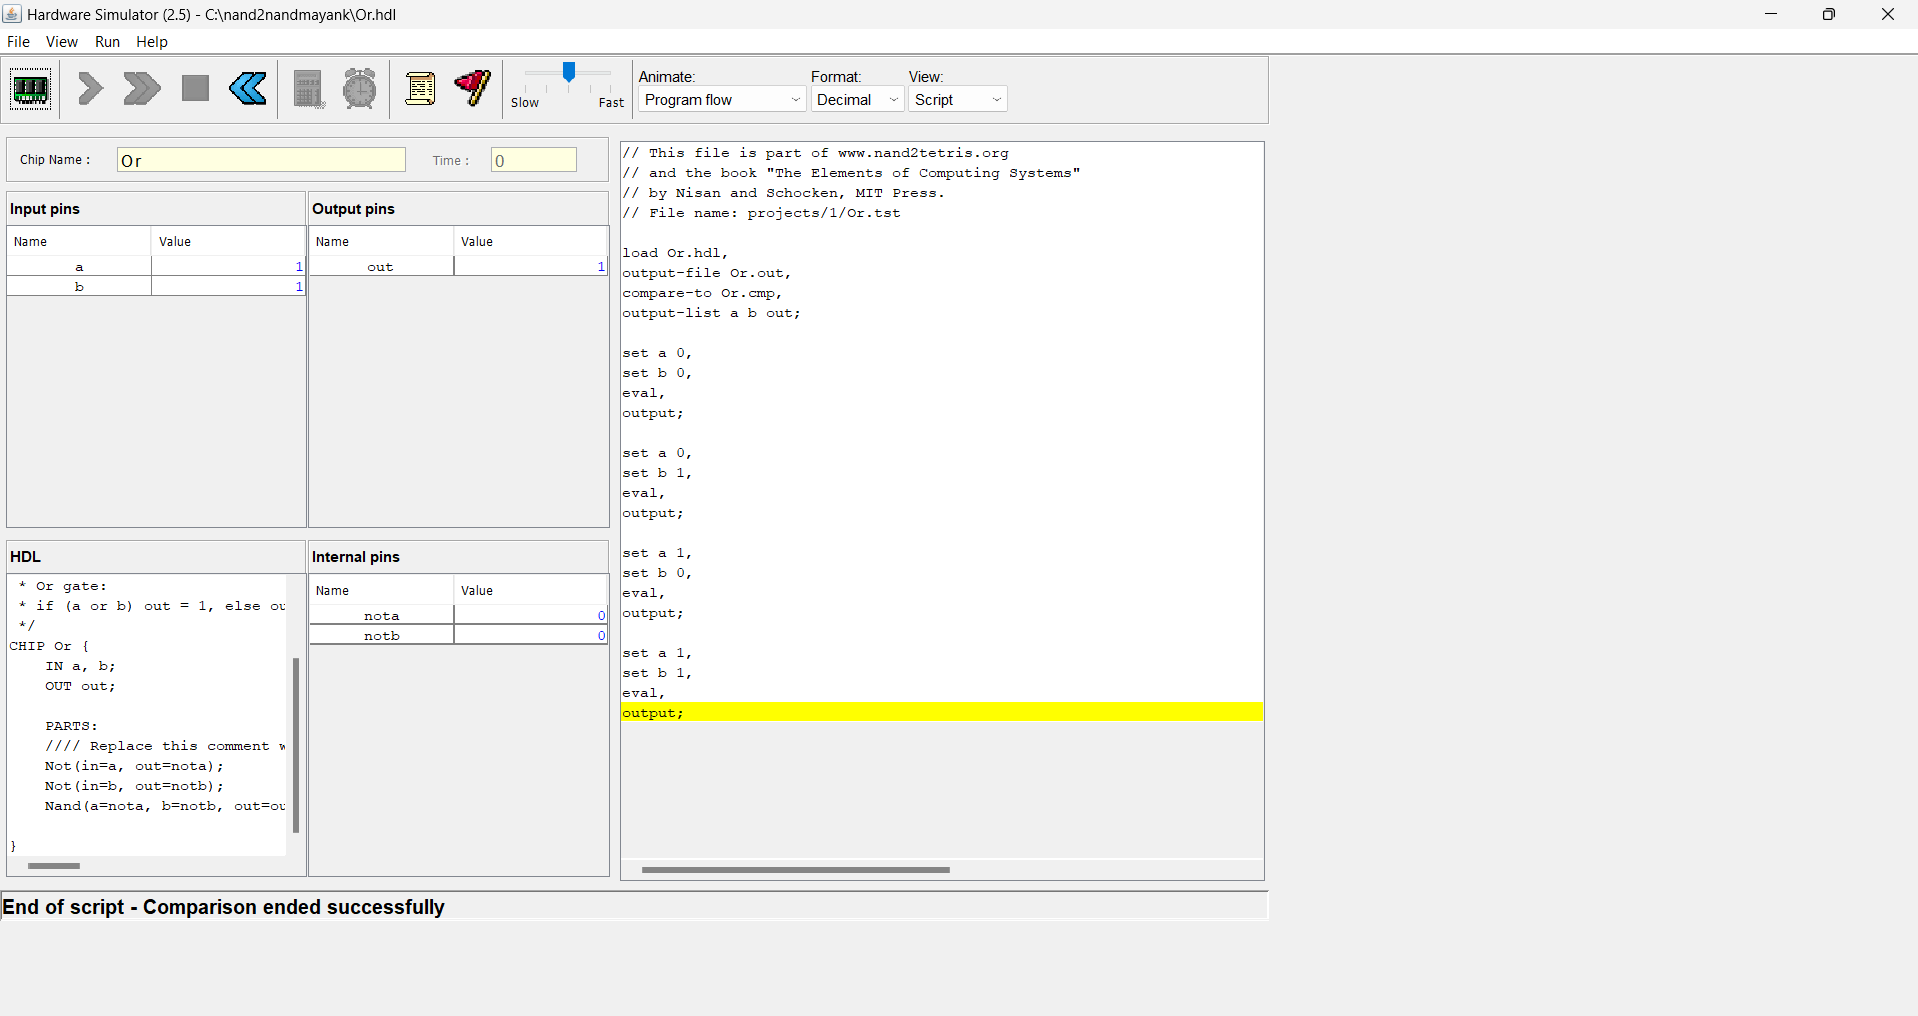 Hardware Simulator (2.5) - C:\nand2nandmayank\Or.hdl
File View Run Help
Slow Fast
Animate: Format: View:
Program flow Decimal Script
Chip Name : Or Time : 0
Input pins
Name Value
a 1
b 1
Output pins
Name Value
out 1
HDL
* Or gate:
* if (a or b) out = 1, else ou
*/
CHIP Or {
IN a, b;
OUT out;
PARTS:
//// Replace this comment w
Not(in=a, out=nota);
Not(in=b, out=notb);
Nand(a=nota, b=notb, out=ou
}
Internal pins
Name Value
nota 0
notb 0
// This file is part of www.nand2tetris.org
// and the book "The Elements of Computing Systems"
// by Nisan and Schocken, MIT Press.
// File name: projects/1/Or.tst
load Or.hdl,
output-file Or.out,
compare-to Or.cmp,
output-list a b out;
set a 0,
set b 0,
eval,
output;
set a 0,
set b 1,
eval,
output;
set a 1,
set b 0,
eval,
output;
set a 1,
set b 1,
eval,
output;
End of script - Comparison ended successfully